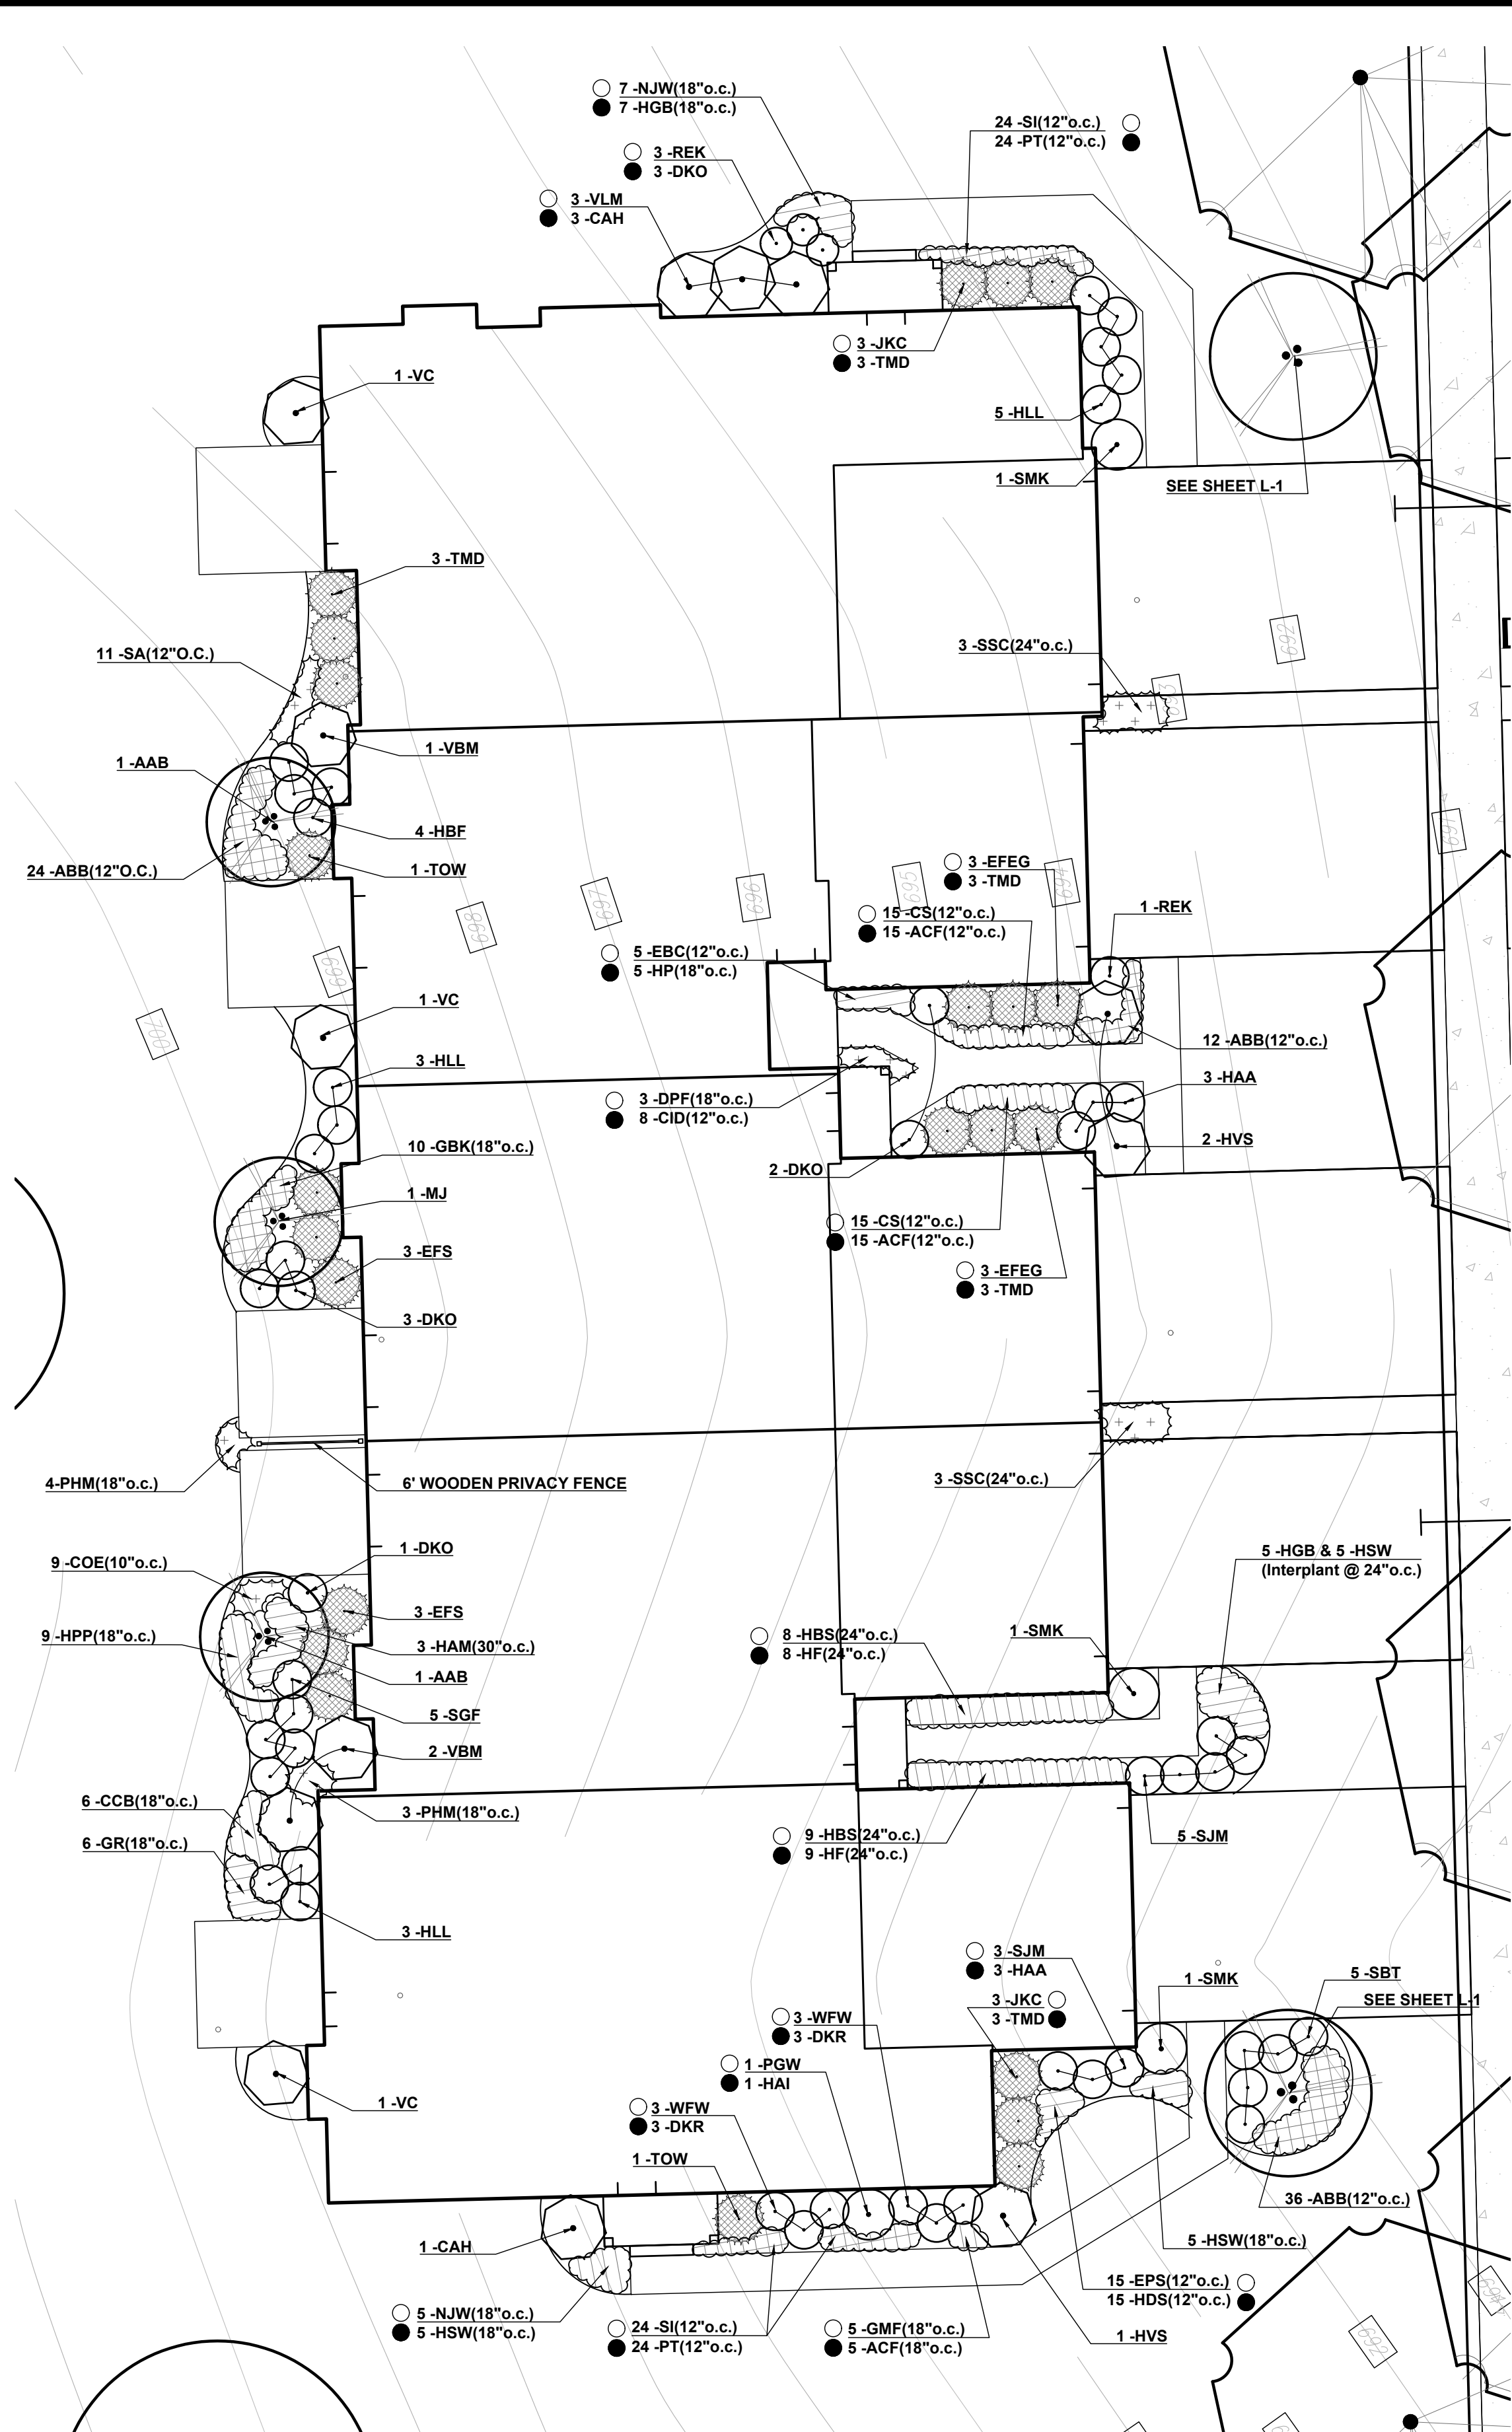 7 -NJW(18"o.c.)
7 -HGB(18"o.c.)
24 -SI(12"o.c.)
24 -PT(12"o.c.)
3 -REK
3 -DKO
3 -VLM
3 -CAH
3 -JKC
3 -TMD
1 -VC
5 -HLL
1 -SMK
SEE SHEET L-1
3 -TMD
692
11 -SA(12"O.C.)
3 -SSC(24"o.c.)
693
1 -VBM
1 -AAB
4 -HBF
691
24 -ABB(12"O.C.)
1 -TOW
3 -EFEG
3 -TMD
694
695
696
697
698
699
700
1 -REK
15 -CS(12"o.c.)
15 -ACF(12"o.c.)
5 -EBC(12"o.c.)
5 -HP(18"o.c.)
1 -VC
12 -ABB(12"o.c.)
3 -HLL
3 -HAA
3 -DPF(18"o.c.)
8 -CID(12"o.c.)
10 -GBK(18"o.c.)
2 -HVS
2 -DKO
1 -MJ
15 -CS(12"o.c.)
15 -ACF(12"o.c.)
3 -EFS
3 -EFEG
3 -TMD
3 -DKO
4-PHM(18"o.c.)
6' WOODEN PRIVACY FENCE
3 -SSC(24"o.c.)
1 -DKO
9 -COE(10"o.c.)
5 -HGB & 5 -HSW
(Interplant @ 24"o.c.)
3 -EFS
9 -HPP(18"o.c.)
3 -HAM(30"o.c.)
8 -HBS(24"o.c.)
8 -HF(24"o.c.)
1 -SMK
1 -AAB
5 -SGF
2 -VBM
6 -CCB(18"o.c.)
3 -PHM(18"o.c.)
6 -GR(18"o.c.)
9 -HBS(24"o.c.)
9 -HF(24"o.c.)
5 -SJM
3 -HLL
3 -SJM
3 -HAA
1 -SMK
5 -SBT
SEE SHEET L-1
3 -JKC
3 -TMD
3 -WFW
3 -DKR
1 -PGW
1 -HAI
1 -VC
3 -WFW
3 -DKR
1 -TOW
36 -ABB(12"o.c.)
1 -CAH
5 -HSW(18"o.c.)
15 -EPS(12"o.c.)
15 -HDS(12"o.c.)
5 -NJW(18"o.c.)
5 -HSW(18"o.c.)
24 -SI(12"o.c.)
24 -PT(12"o.c.)
5 -GMF(18"o.c.)
5 -ACF(18"o.c.)
1 -HVS
692